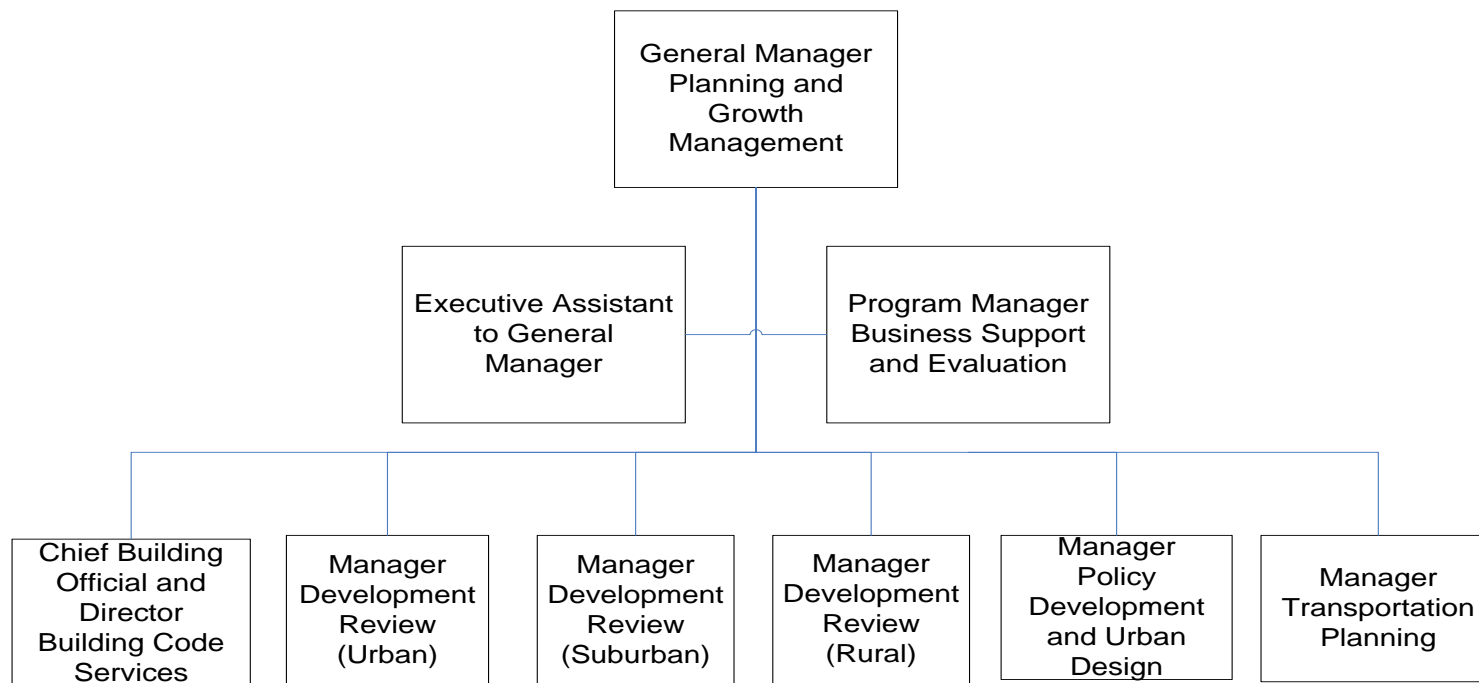 General Manager
Planning and
Growth
Management
Executive Assistant
to General
Manager
Program Manager
Business Support
and Evaluation
Chief Building
Official and
Director
Building Code
Services
Manager
Development
Review
(Urban)
Manager
Development
Review
(Suburban)
Manager
Development
Review
(Rural)
Manager
Policy
Development
and Urban
Design
Manager
Transportation
Planning